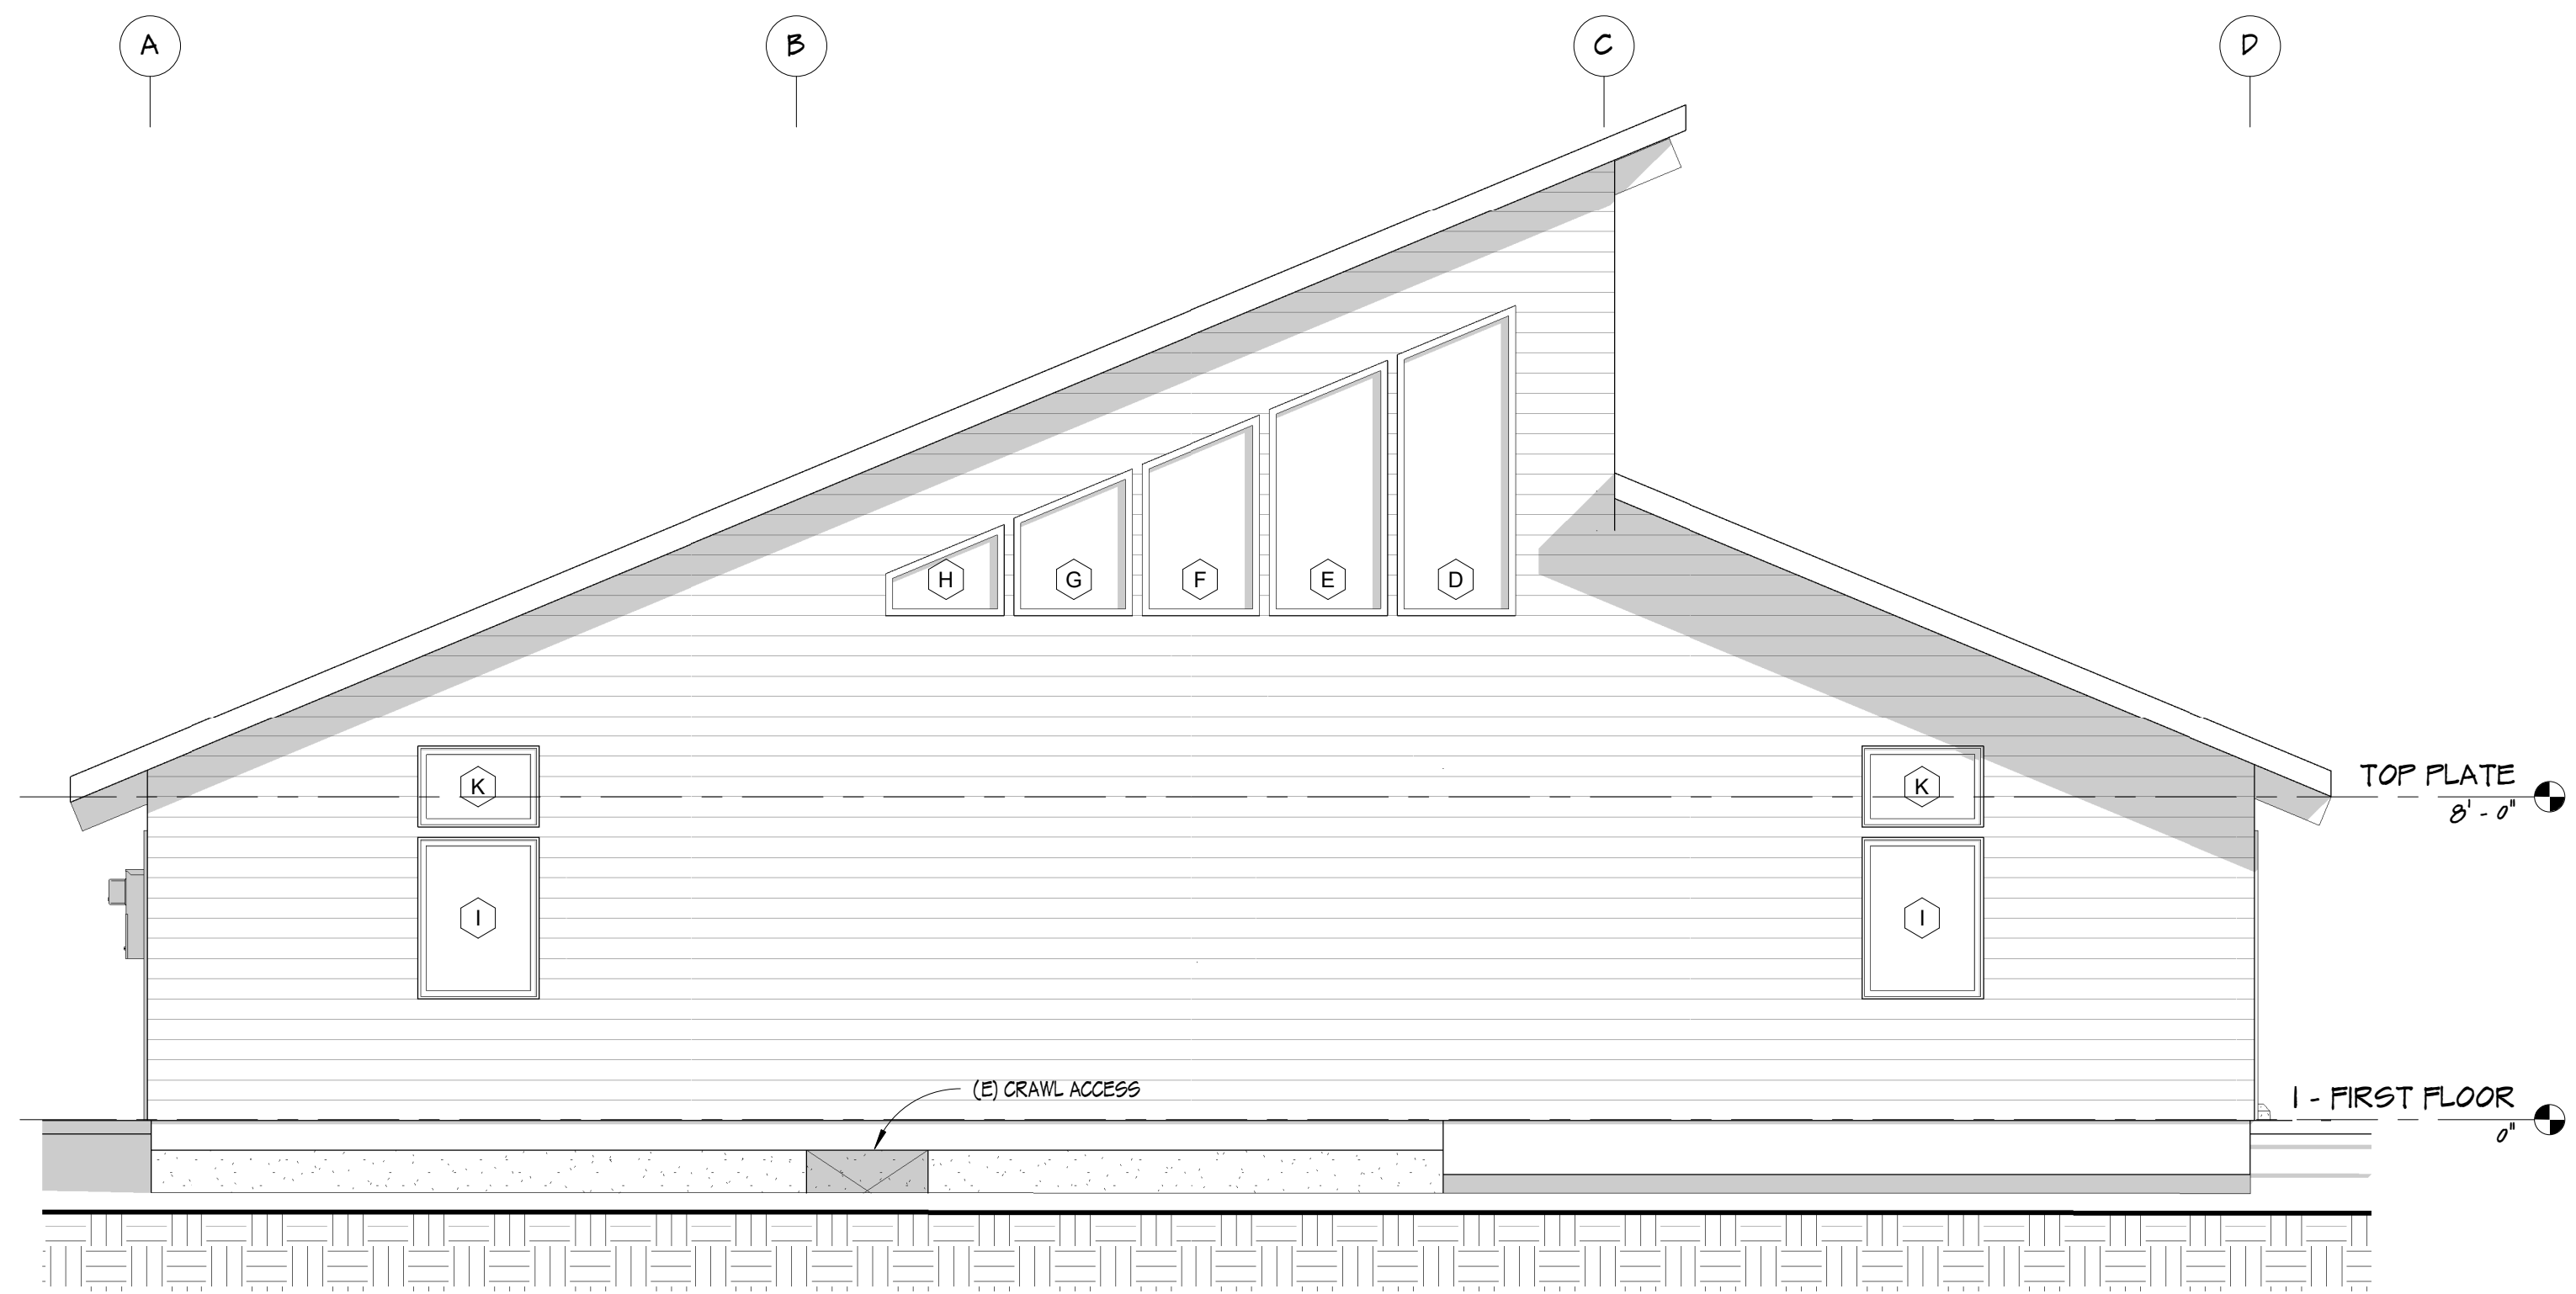 A
B
C
D
H
G
F
E
D
K
K
TOP PLATE
8' - 0"
I
I
(E) CRAWL ACCESS
1 - FIRST FLOOR
0"